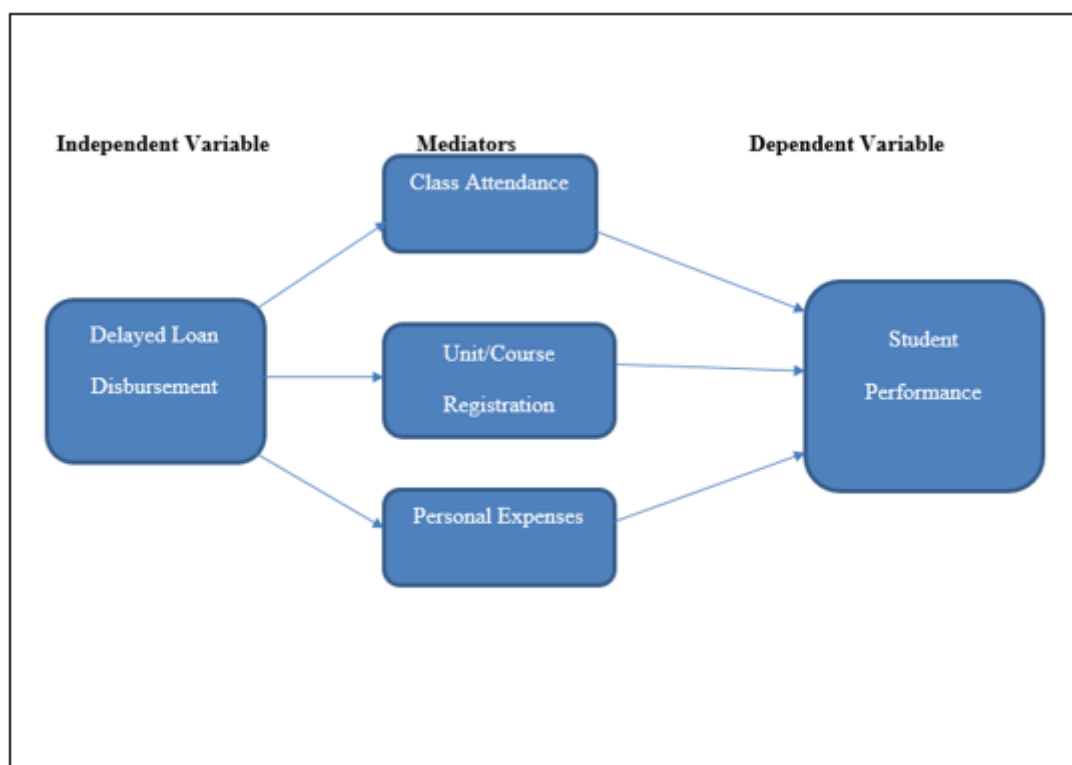 Independent Variable
Mediators
Dependent Variable
Class Attendance
Delayed Loan
Disbursement
Unit/Course
Registration
Student
Performance
Personal Expenses